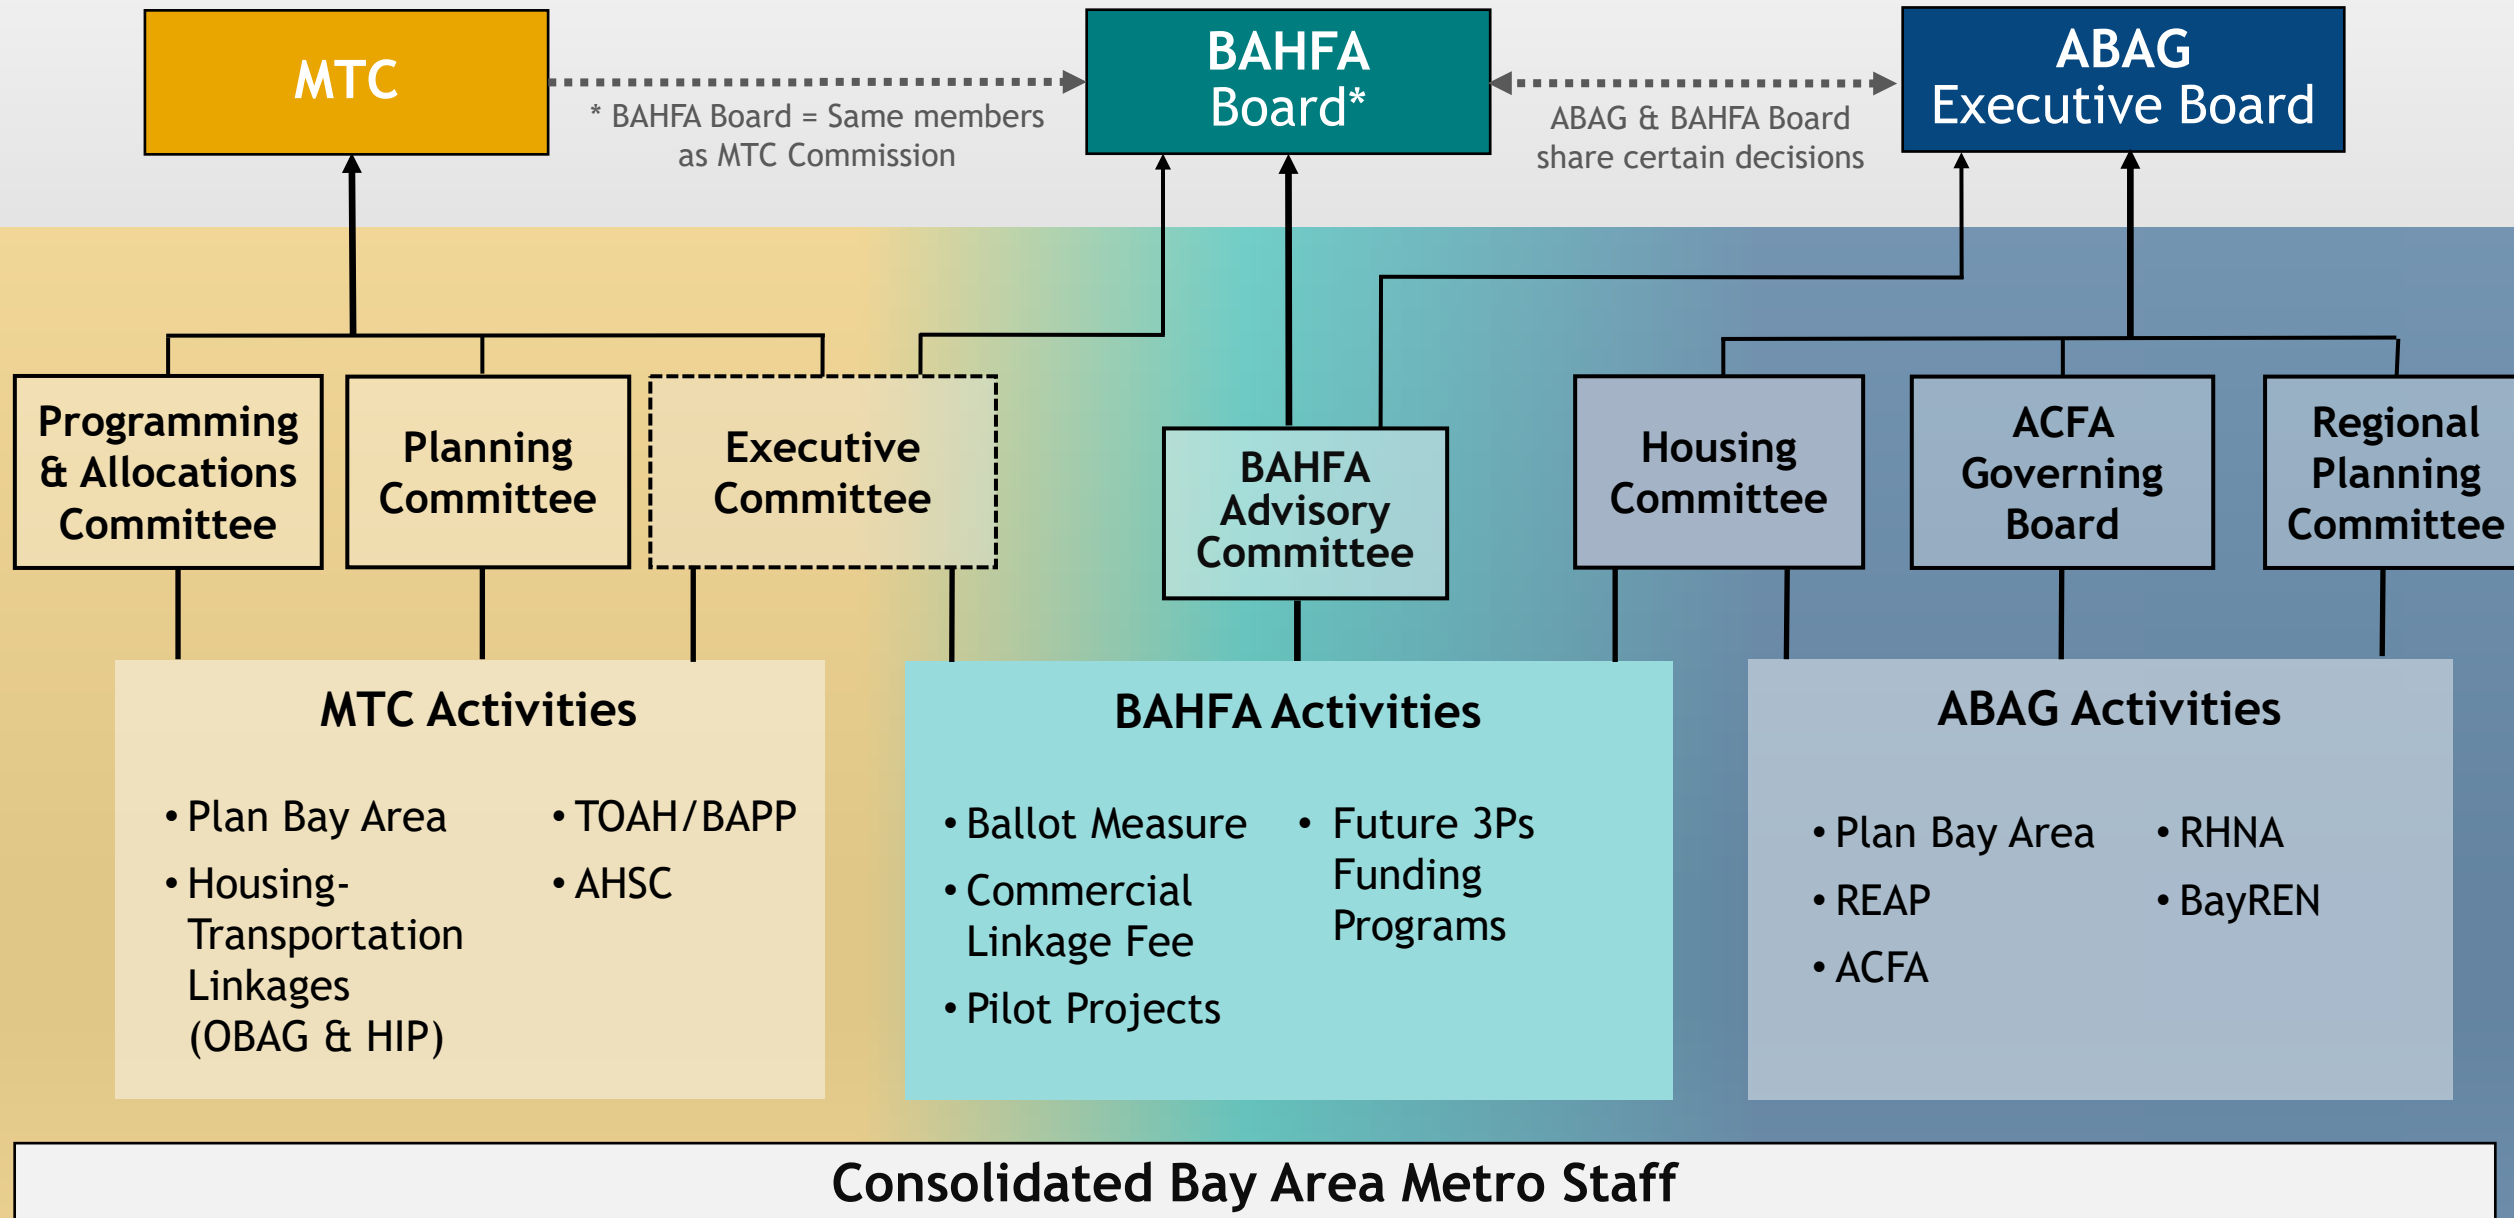 MTC
BAHFA
Board*
ABAG
Executive Board
* BAHFA Board = Same members
as MTC Commission
ABAG & BAHFA Board
share certain decisions
Programming
& Allocations
Committee
Planning
Committee
Executive
Committee
BAHFA
Advisory
Committee
Housing
Committee
ACFA
Governing
Board
Regional
Planning
Committee
MTC Activities
• Plan Bay Area
• Housing-
Transportation
Linkages
(OBAG & HIP)
• TOAH/BAPP
• AHSC
BAHFA Activities
• Ballot Measure
• Commercial
Linkage Fee
• Pilot Projects
• Future 3Ps
Funding
Programs
ABAG Activities
• Plan Bay Area
• REAP
• ACFA
• RHNA
• BayREN
Consolidated Bay Area Metro Staff